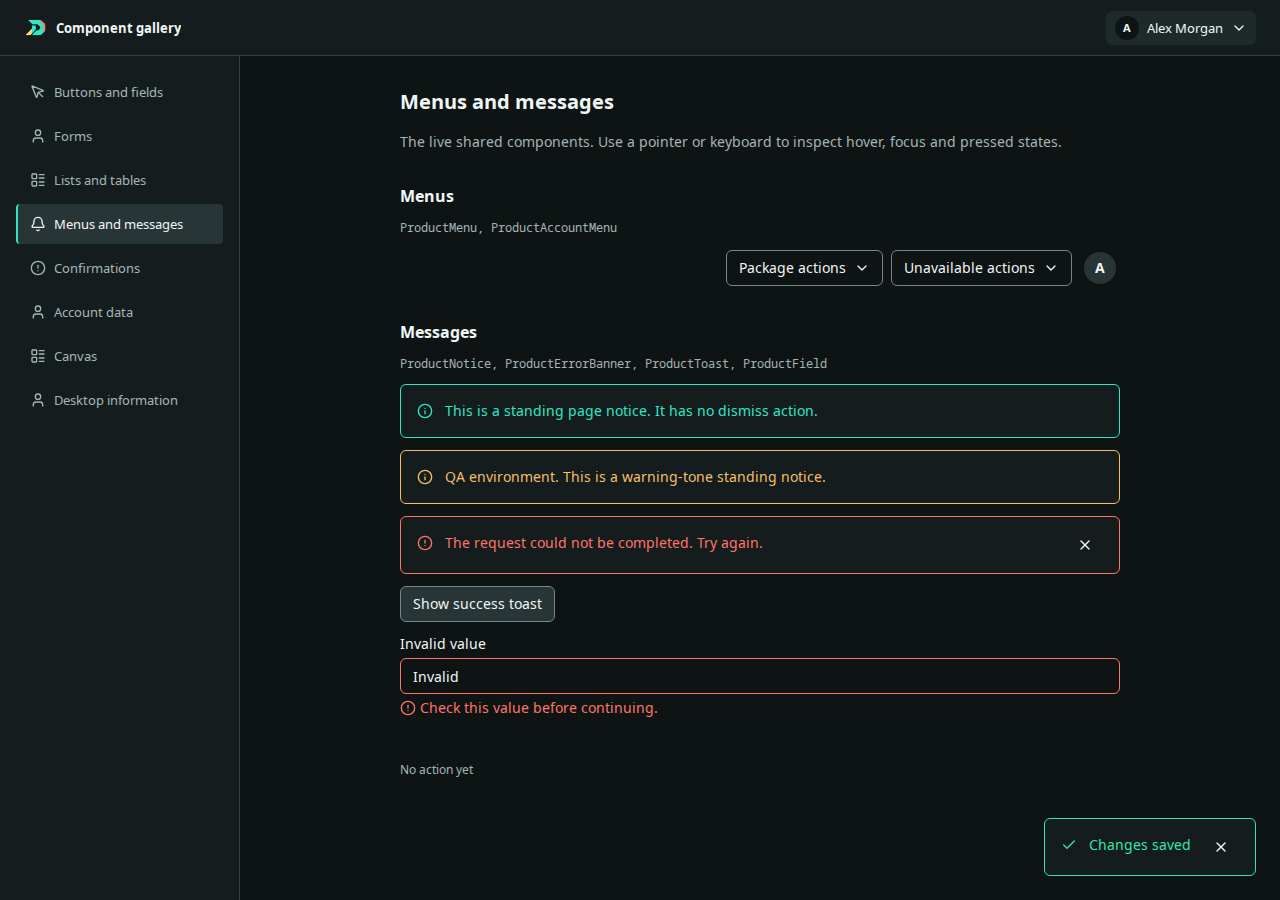 Component gallery
A Alex Morgan
Buttons and fields
Forms
Lists and tables
Menus and messages
Confirmations
Account data
Canvas
Desktop information
Menus and messages
The live shared components. Use a pointer or keyboard to inspect hover, focus and pressed states.
Menus
ProductMenu, ProductAccountMenu
Package actions Unavailable actions A
Messages
ProductNotice, ProductErrorBanner, ProductToast, ProductField
This is a standing page notice. It has no dismiss action.
QA environment. This is a warning-tone standing notice.
The request could not be completed. Try again.
Show success toast
Invalid value
Invalid
Check this value before continuing.
No action yet
Changes saved